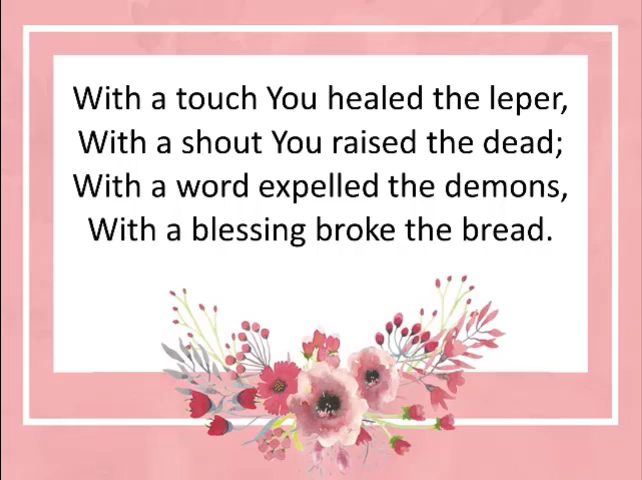 With a touch You healed the leper,
With a shout You raised the dead;
With a word expelled the demons,
With a blessing broke the bread.